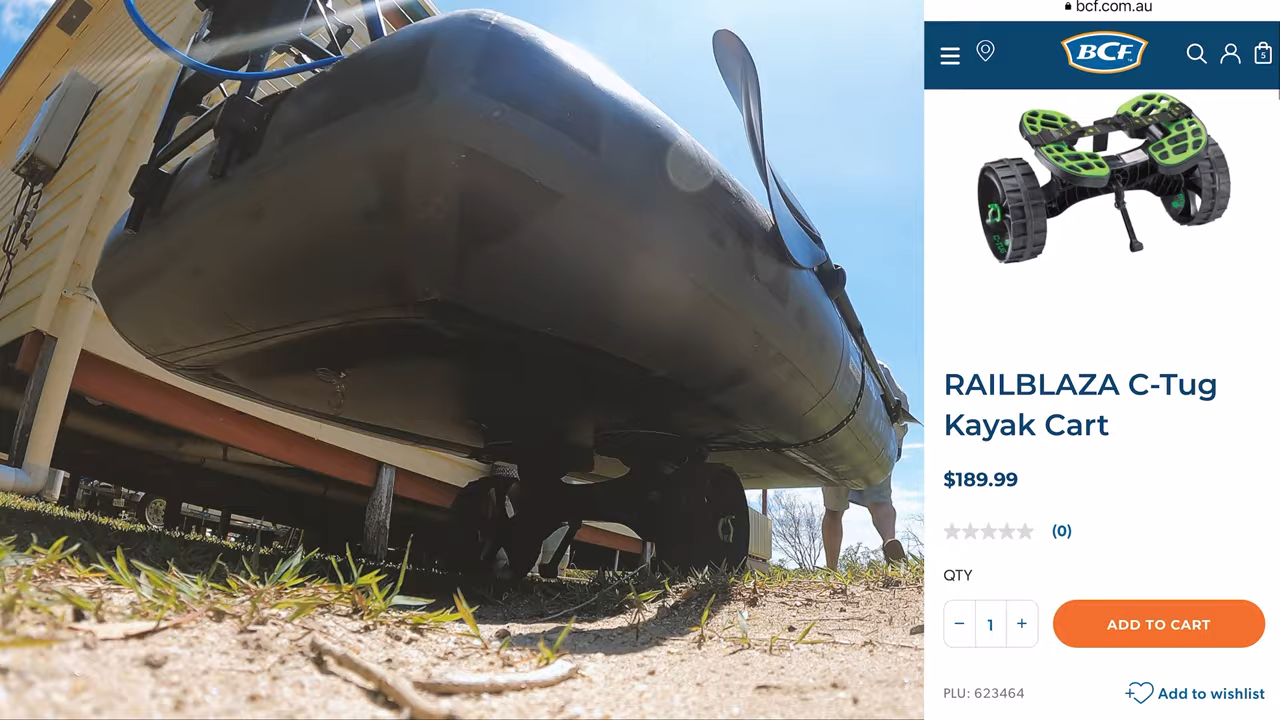 bcf.com.au
BCF
5
RAILBLAZA C-Tug
Kayak Cart
$189.99
(0)
QTY
− 1 +
ADD TO CART
PLU: 623464
Add to wishlist